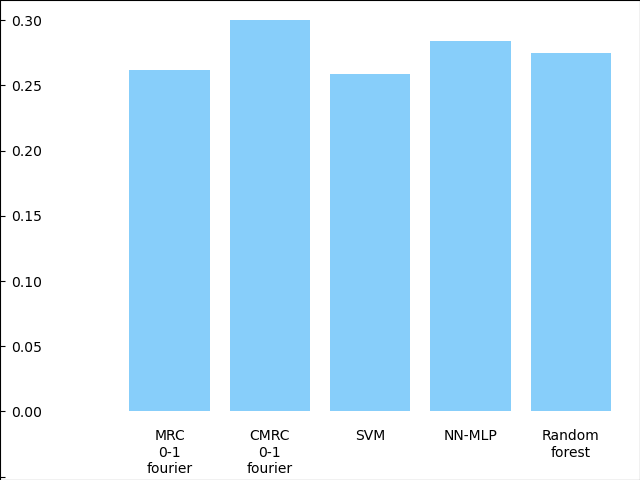 0.30
0.25
0.20
0.15
0.10
0.05
0.00
MRC
0-1
fourier
CMRC
0-1
fourier
SVM
NN-MLP
Random
forest